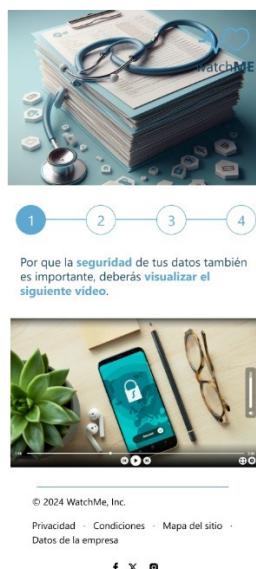 WatchME
1
2
3
4
Por que la seguridad de tus datos también
es importante, deberás visualizar el
siguiente vídeo.
© 2024 WatchMe, Inc.
Privacidad · Condiciones · Mapa del sitio ·
Datos de la empresa